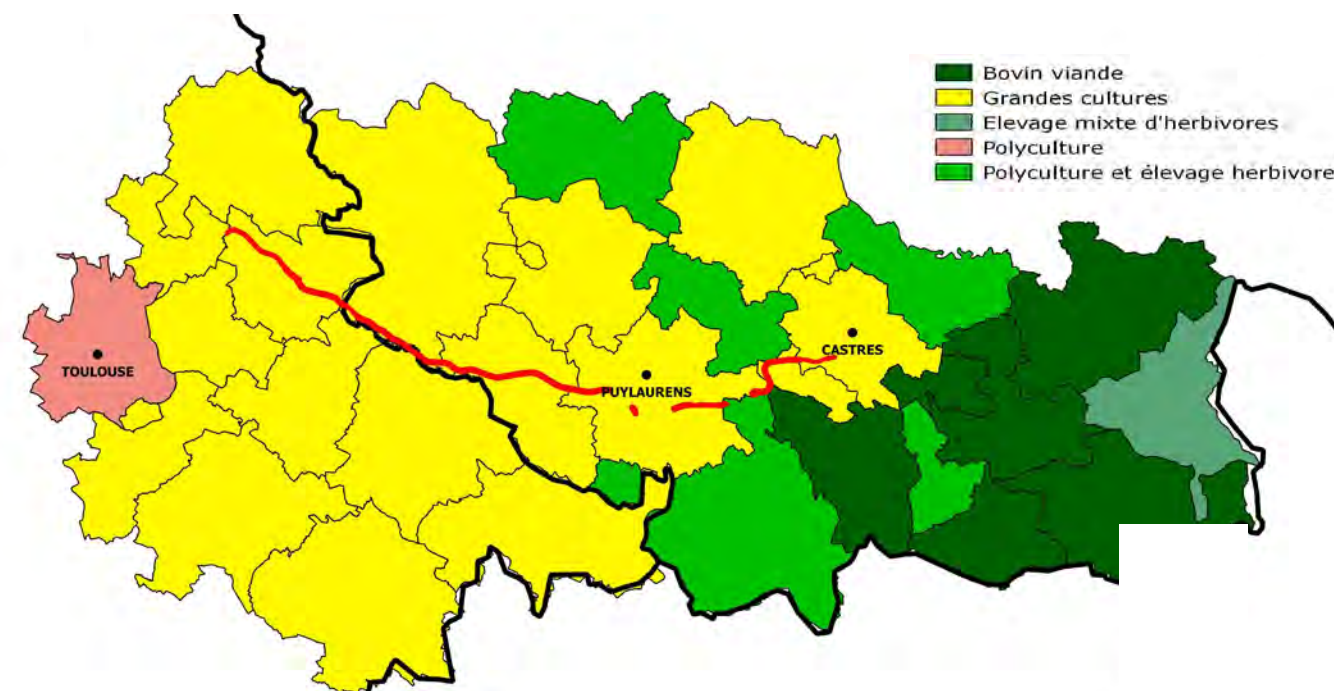 Bovin viande
Grandes cultures
Elevage mixte d'herbivores
Polyculture
Polyculture et élevage herbivore
CASTRES
TOULOUSE
PUYLAURENS